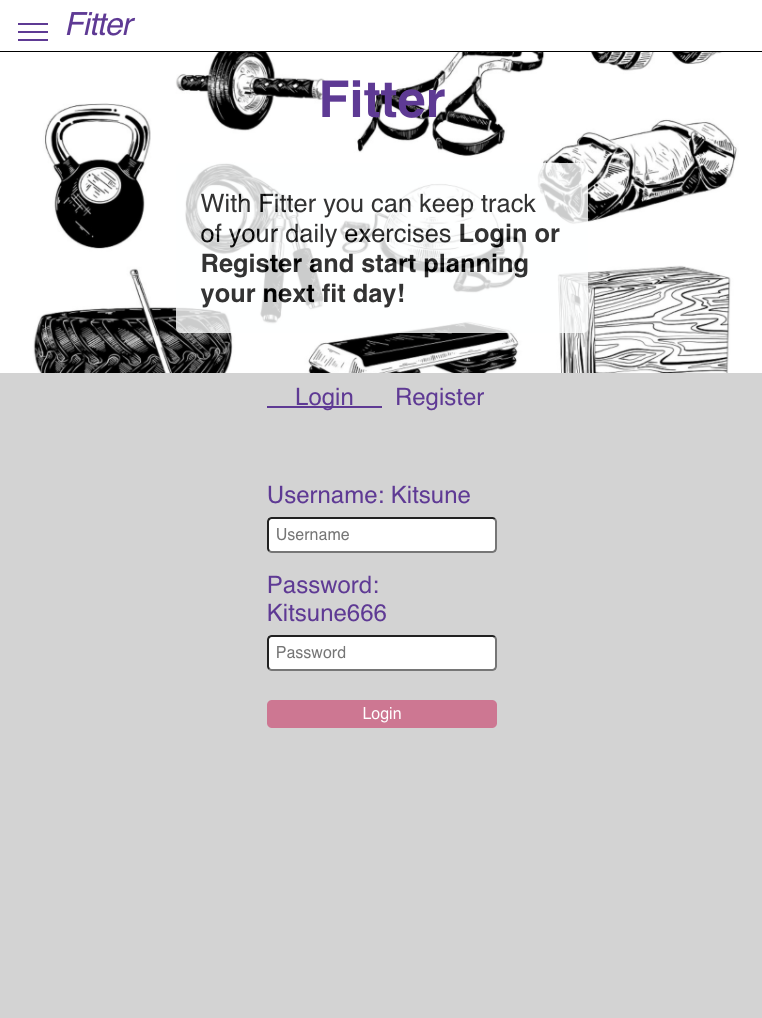 Fitter
Fitter
With Fitter you can keep track
of your daily exercises Login or
Register and start planning
your next fit day!
Login Register
Username: Kitsune
Username
Password:
Kitsune666
Password
Login